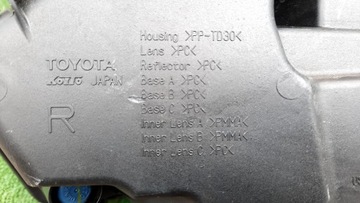 Housing >PP-TD30<
Lens >PC<
Reflector >PC<
Base A >PC<
Base B >PC<
Base C >PC<
Inner Lens A >PMMA<
Inner Lens B >PMMA<
Inner Lens C >PC<
TOYOTA
KOITO JAPAN
R